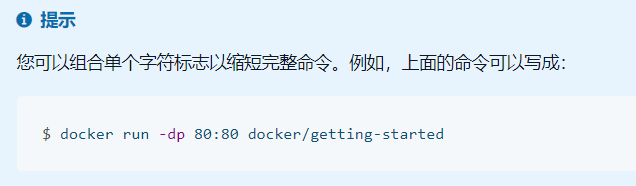 提示
您可以组合单个字符标志以缩短完整命令。例如，上面的命令可以写成：
$ docker run -dp 80:80 docker/getting-started